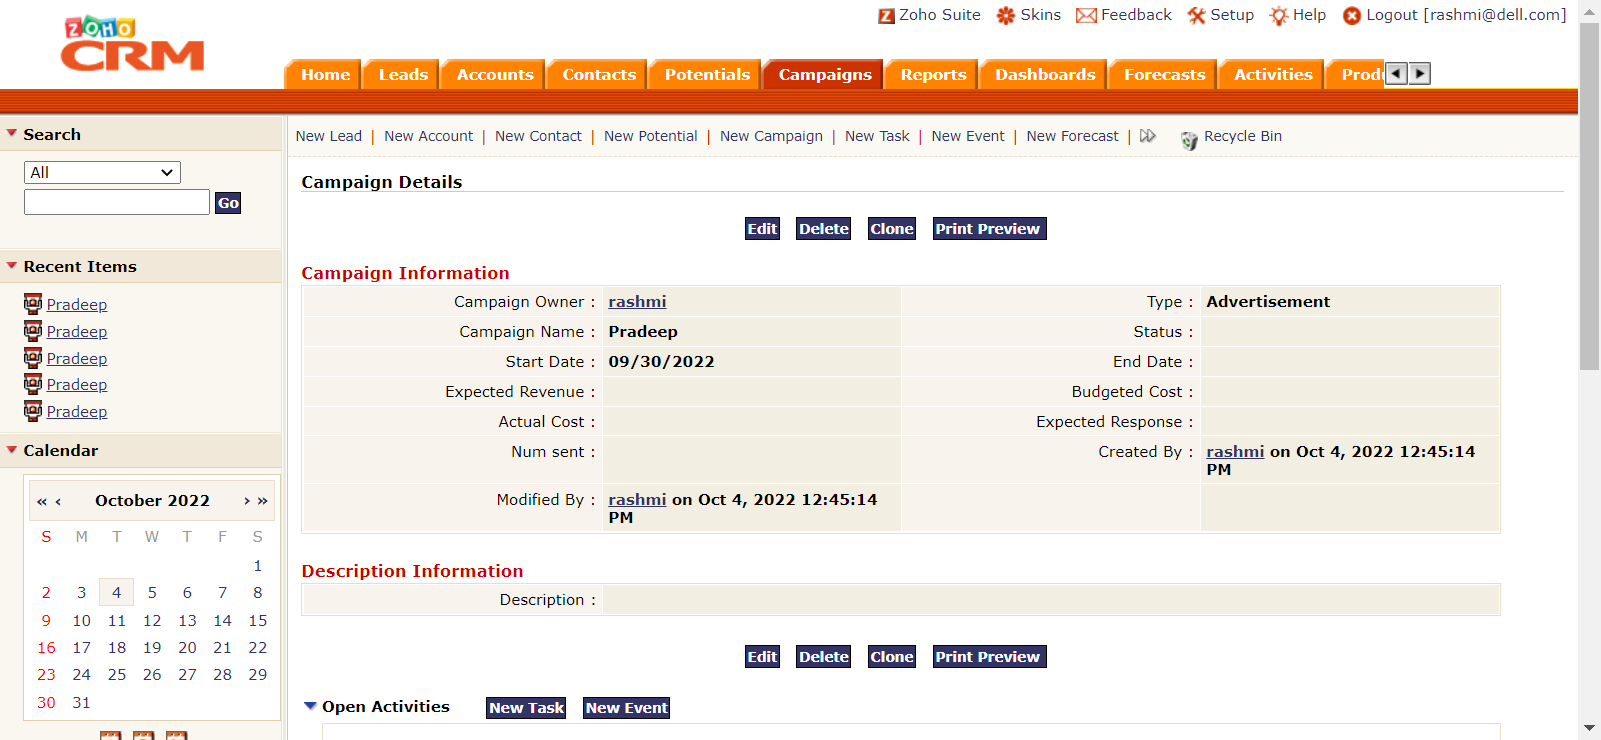 Zoho Suite Skins Feedback Setup Help Logout [rashmi@dell.com]
ZOHO
CRM
Home Leads Accounts Contacts Potentials Campaigns Reports Dashboards Forecasts Activities
Search
All
Go
New Lead | New Account | New Contact | New Potential | New Campaign | New Task | New Event | New Forecast | Recycle Bin
Campaign Details
Edit Delete Clone Print Preview
Recent Items
Pradeep
Pradeep
Pradeep
Pradeep
Pradeep
Campaign Information
Campaign Owner : rashmi Type : Advertisement
Campaign Name : Pradeep Status :
Start Date : 09/30/2022 End Date :
Expected Revenue : Budgeted Cost :
Actual Cost : Expected Response :
Num sent : Created By : rashmi on Oct 4, 2022 12:45:14
PM
Modified By : rashmi on Oct 4, 2022 12:45:14
PM
Calendar
« ‹ October 2022 › »
S M T W T F S
1
2 3 4 5 6 7 8
9 10 11 12 13 14 15
16 17 18 19 20 21 22
23 24 25 26 27 28 29
30 31
Description Information
Description :
Edit Delete Clone Print Preview
Open Activities New Task New Event